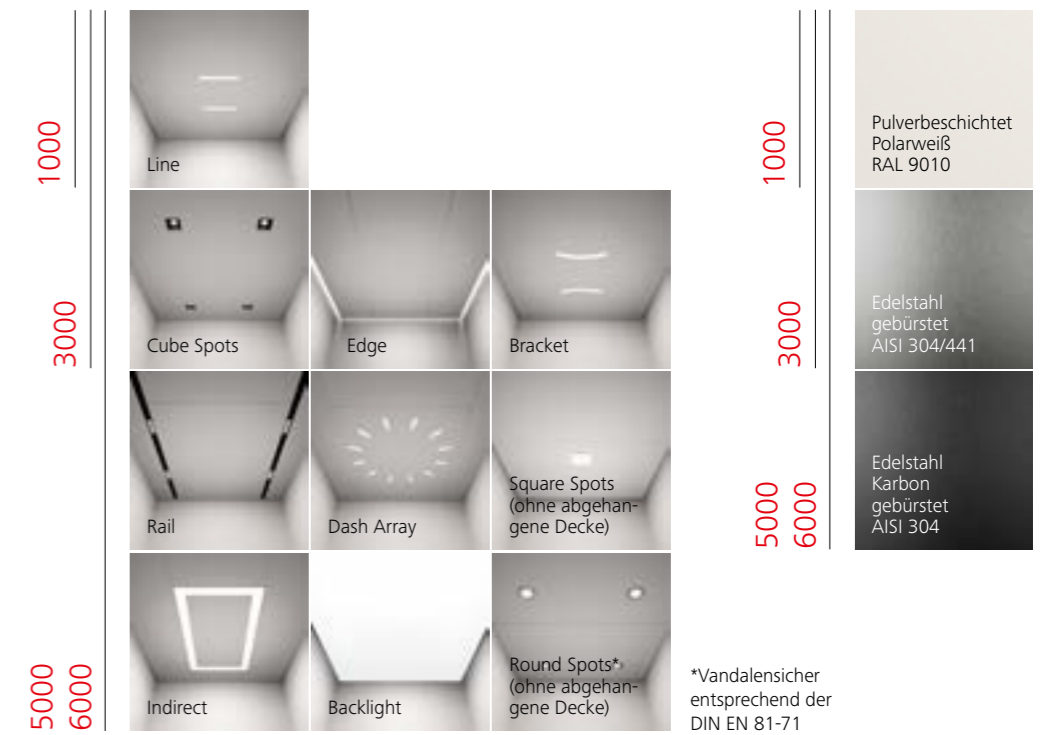 1000
Line
3000
Cube Spots
Edge
Bracket
Rail
Dash Array
Square Spots
(ohne abgehan-
gene Decke)
5000
6000
Indirect
Backlight
Round Spots*
(ohne abgehan-
gene Decke)
*Vandalensicher
entsprechend der
DIN EN 81-71
1000
Pulverbeschichtet
Polarweiß
RAL 9010
3000
Edelstahl
gebürstet
AISI 304/441
5000
6000
Edelstahl
Karbon
gebürstet
AISI 304